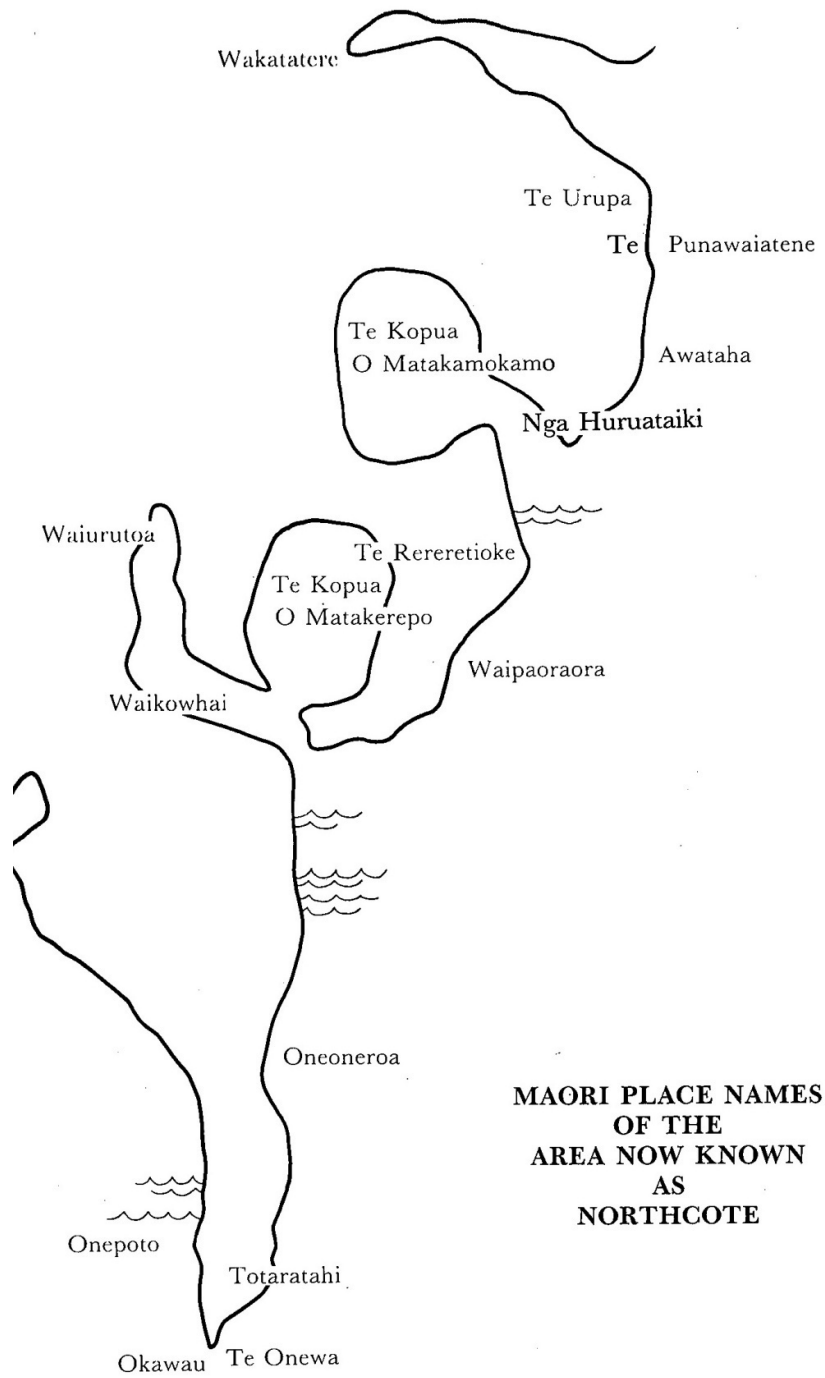 Wakatatere
Te Urupa
Te Punawaiatene
Te Kopua
O Matakamokamo
Awataha
Nga Huruataiki
Waiurutoa
Te Rereretioke
Te Kopua
O Matakerepo
Waipaoraora
Waikowhai
Oneoneroa
MAORI PLACE NAMES
OF THE
AREA NOW KNOWN
AS
NORTHCOTE
Onepoto
Totaratahi
Okawau
Te Onewa